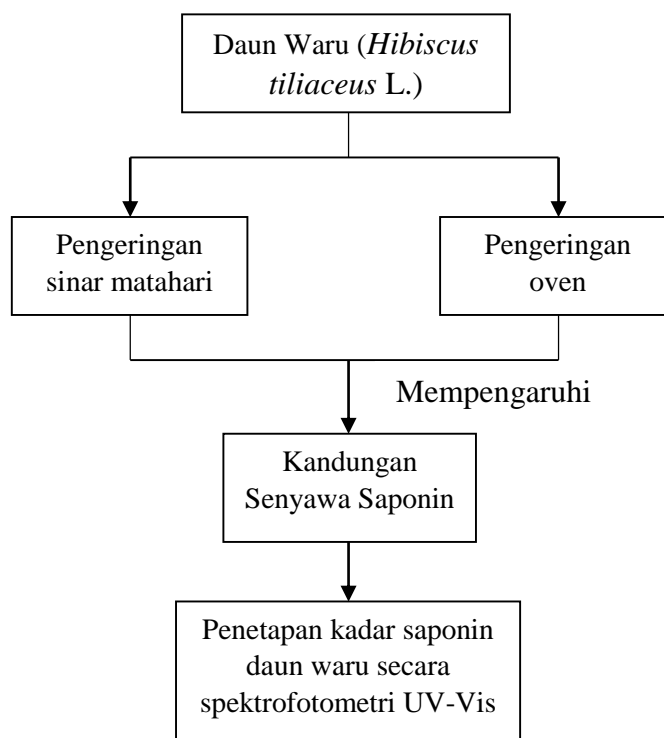 Daun Waru (Hibiscus
tiliaceus L.)
Pengeringan
sinar matahari
Pengeringan
oven
Mempengaruhi
Kandungan
Senyawa Saponin
Penetapan kadar saponin
daun waru secara
spektrofotometri UV-Vis